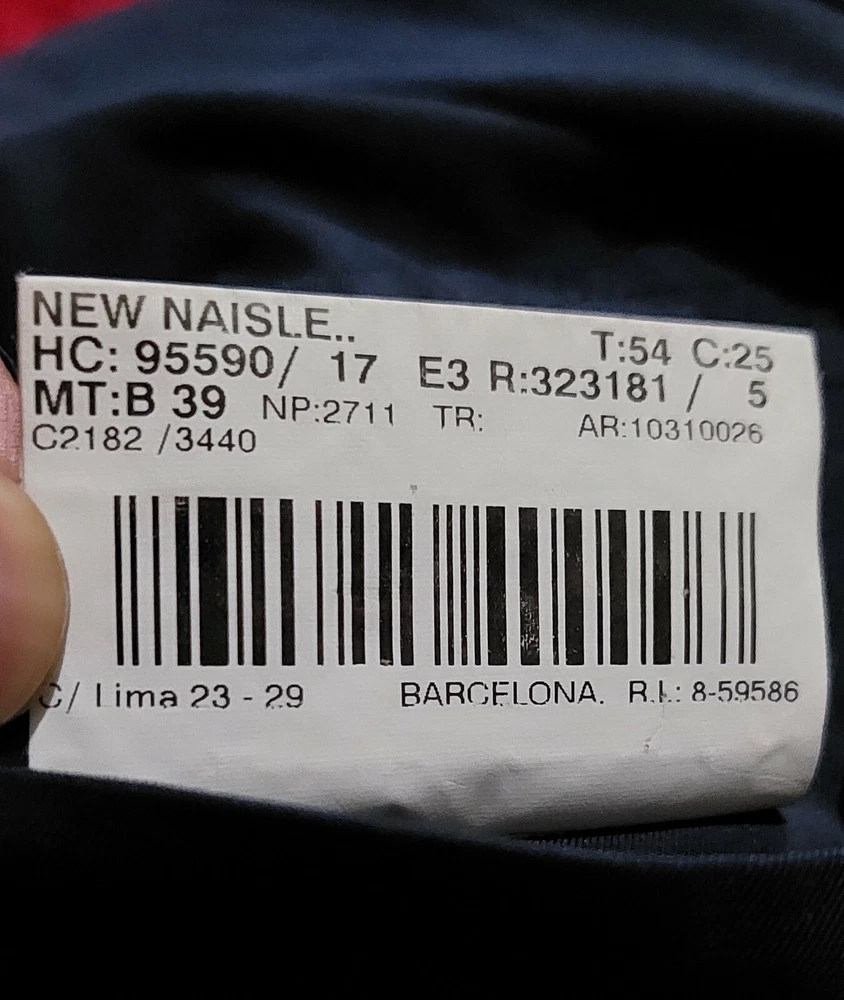 NEW NAISLE.. T:54 C:25
HC: 95590/ 17 E3 R:323181 / 5
MT:B 39 NP:2711 TR: AR:10310026
C2182 /3440
C/ Lima 23 - 29 BARCELONA. R.I.: 8-59586